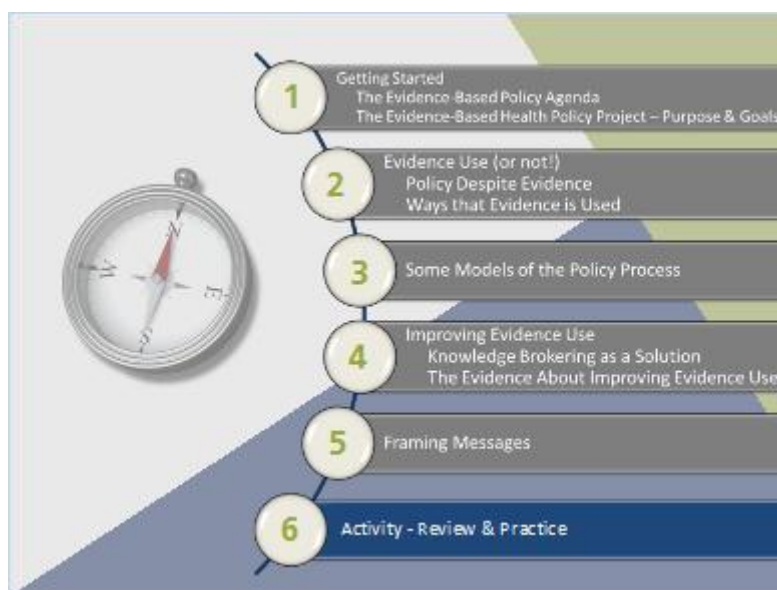 1
Getting Started
The Evidence-Based Policy Agenda
The Evidence-Based Health Policy Project – Purpose & Goals
2
Evidence Use (or not!)
Policy Despite Evidence
Ways that Evidence is Used
3
Some Models of the Policy Process
4
Improving Evidence Use
Knowledge Brokering as a Solution
The Evidence About Improving Evidence Use
5
Framing Messages
6
Activity - Review & Practice
N
W
E
S